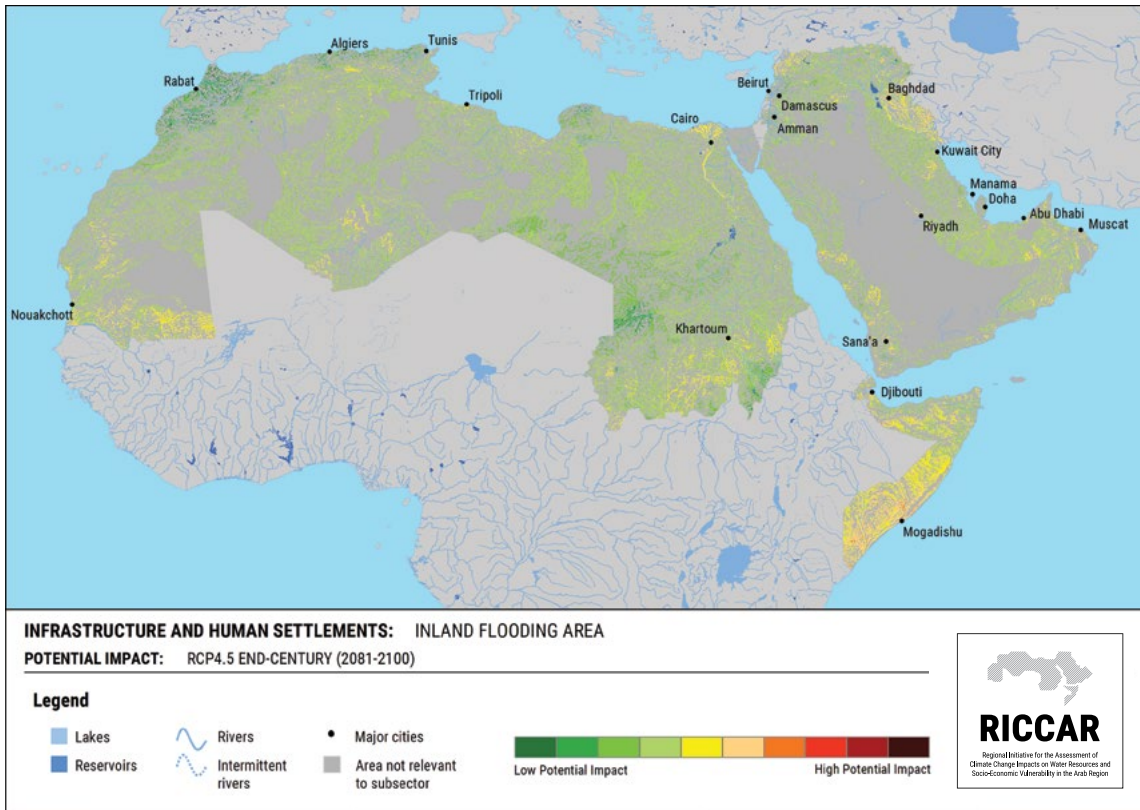 Algiers
Tunis
Rabat
Tripoli
Beirut
Damascus
Amman
Baghdad
Cairo
Kuwait City
Manama
Doha
Abu Dhabi
Muscat
Riyadh
Nouakchott
Khartoum
Sana'a
Djibouti
Mogadishu
INFRASTRUCTURE AND HUMAN SETTLEMENTS: INLAND FLOODING AREA
POTENTIAL IMPACT: RCP4.5 END-CENTURY (2081-2100)
Legend
Lakes
Reservoirs
Rivers
Intermittent
rivers
Major cities
Area not relevant
to subsector
Low Potential Impact
High Potential Impact
RICCAR
Regional Initiative for the Assessment of
Climate Change Impacts on Water Resources and
Socio-Economic Vulnerability in the Arab Region